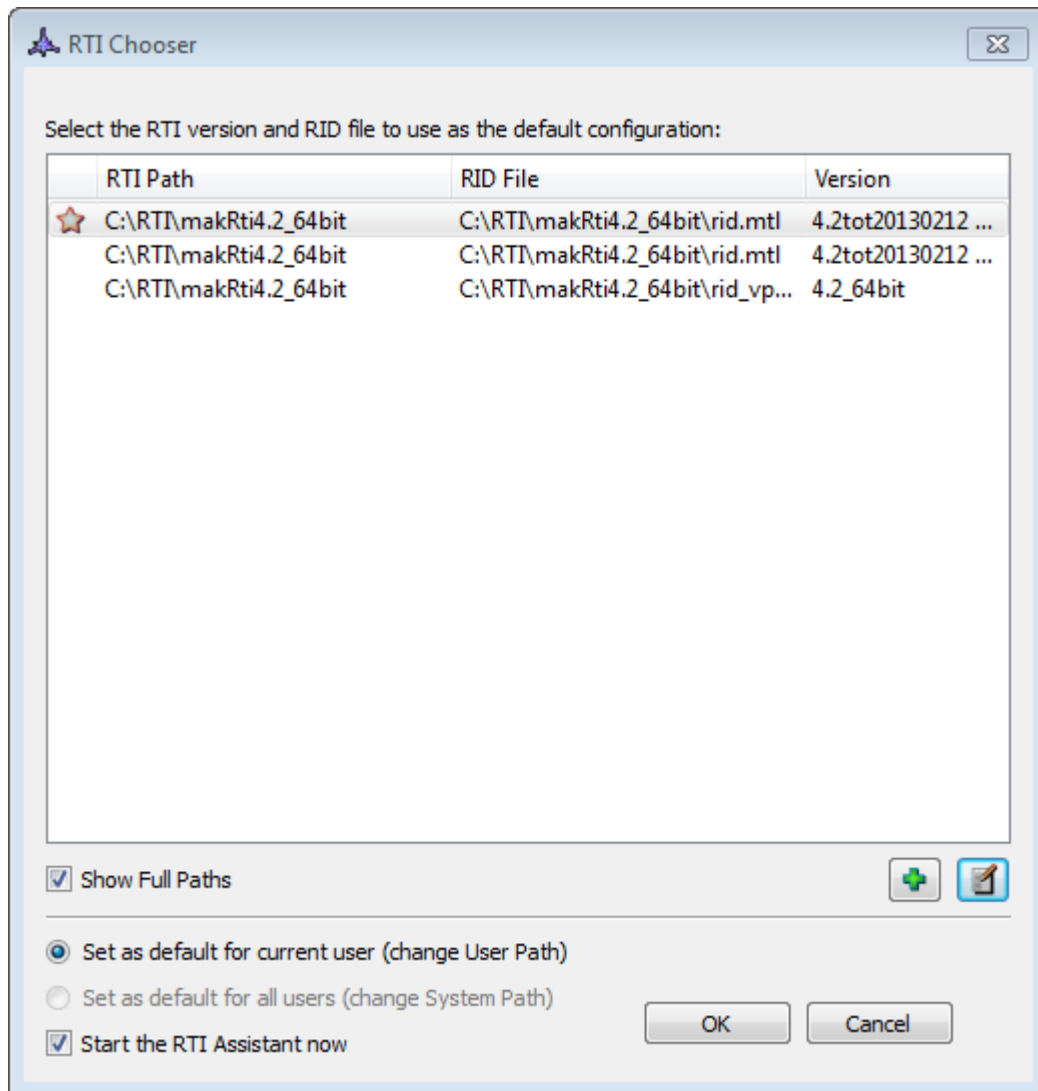 RTI Chooser
Select the RTI version and RID file to use as the default configuration:
RTI Path RID File Version
C:\RTI\makRti4.2_64bit C:\RTI\makRti4.2_64bit\rid.mtl 4.2tot20130212 ...
C:\RTI\makRti4.2_64bit C:\RTI\makRti4.2_64bit\rid.mtl 4.2tot20130212 ...
C:\RTI\makRti4.2_64bit C:\RTI\makRti4.2_64bit\rid_vp... 4.2_64bit
Show Full Paths
Set as default for current user (change User Path)
Set as default for all users (change System Path)
OK Cancel
Start the RTI Assistant now